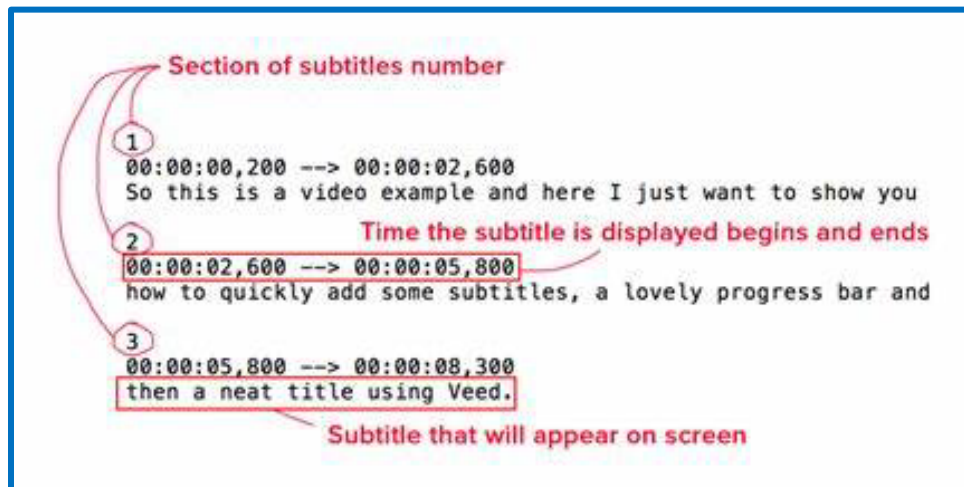 Section of subtitles number
1
00:00:00,200 --> 00:00:02,600
So this is a video example and here I just want to show you
Time the subtitle is displayed begins and ends
2
00:00:02,600 --> 00:00:05,800
how to quickly add some subtitles, a lovely progress bar and
3
00:00:05,800 --> 00:00:08,300
then a neat title using Veed.
Subtitle that will appear on screen